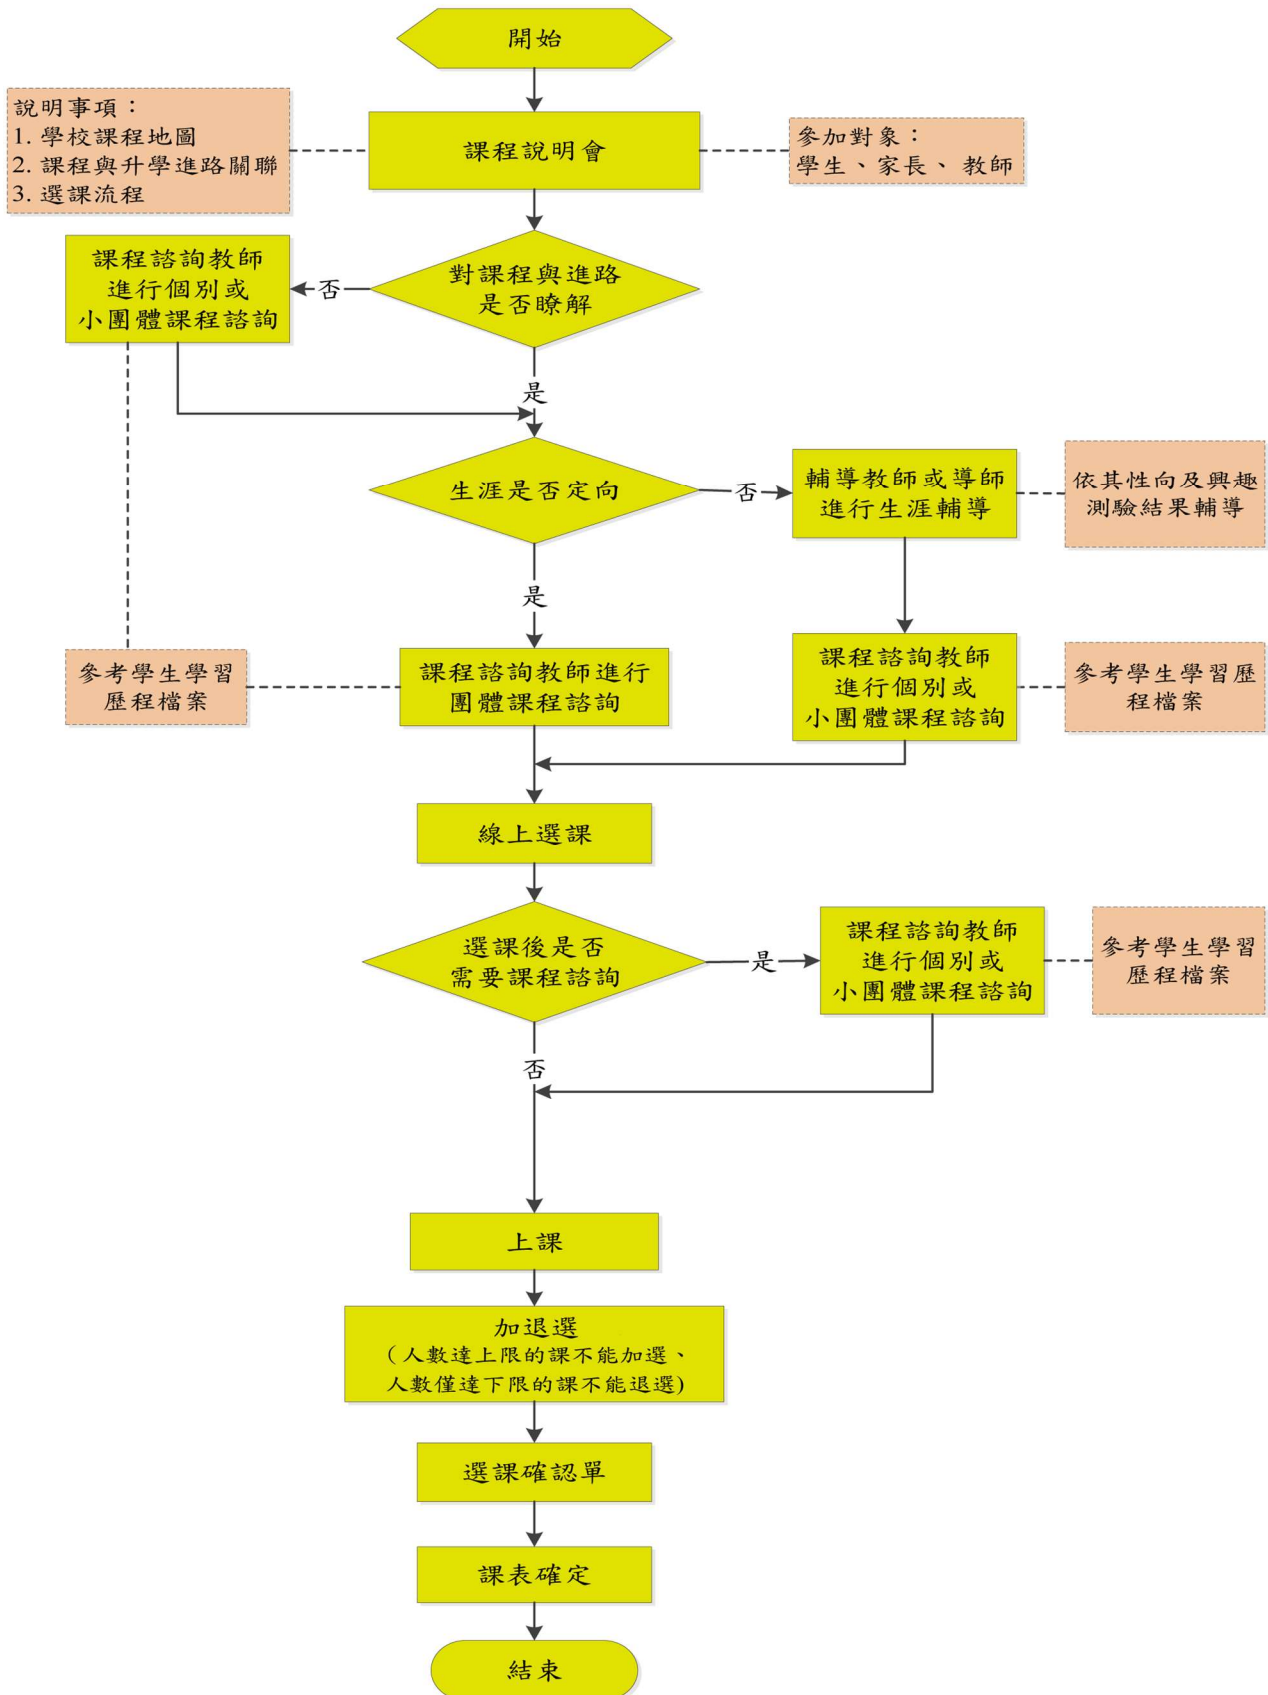 開始
說明事項：
1. 學校課程地圖
2. 課程與升學進路關聯
3. 選課流程
課程說明會
參加對象：
學生、家長、教師
課程諮詢教師
進行個別或
小團體課程諮詢
否
對課程與進路
是否瞭解
是
生涯是否定向
否
輔導教師或導師
進行生涯輔導
依其性向及興趣
測驗結果輔導
是
參考學生學習
歷程檔案
課程諮詢教師進行
團體課程諮詢
課程諮詢教師
進行個別或
小團體課程諮詢
參考學生學習歷
程檔案
線上選課
選課後是否
需要課程諮詢
是
課程諮詢教師
進行個別或
小團體課程諮詢
參考學生學習
歷程檔案
否
上課
加退選
（人數達上限的課不能加選、
人數僅達下限的課不能退選)
選課確認單
課表確定
結束